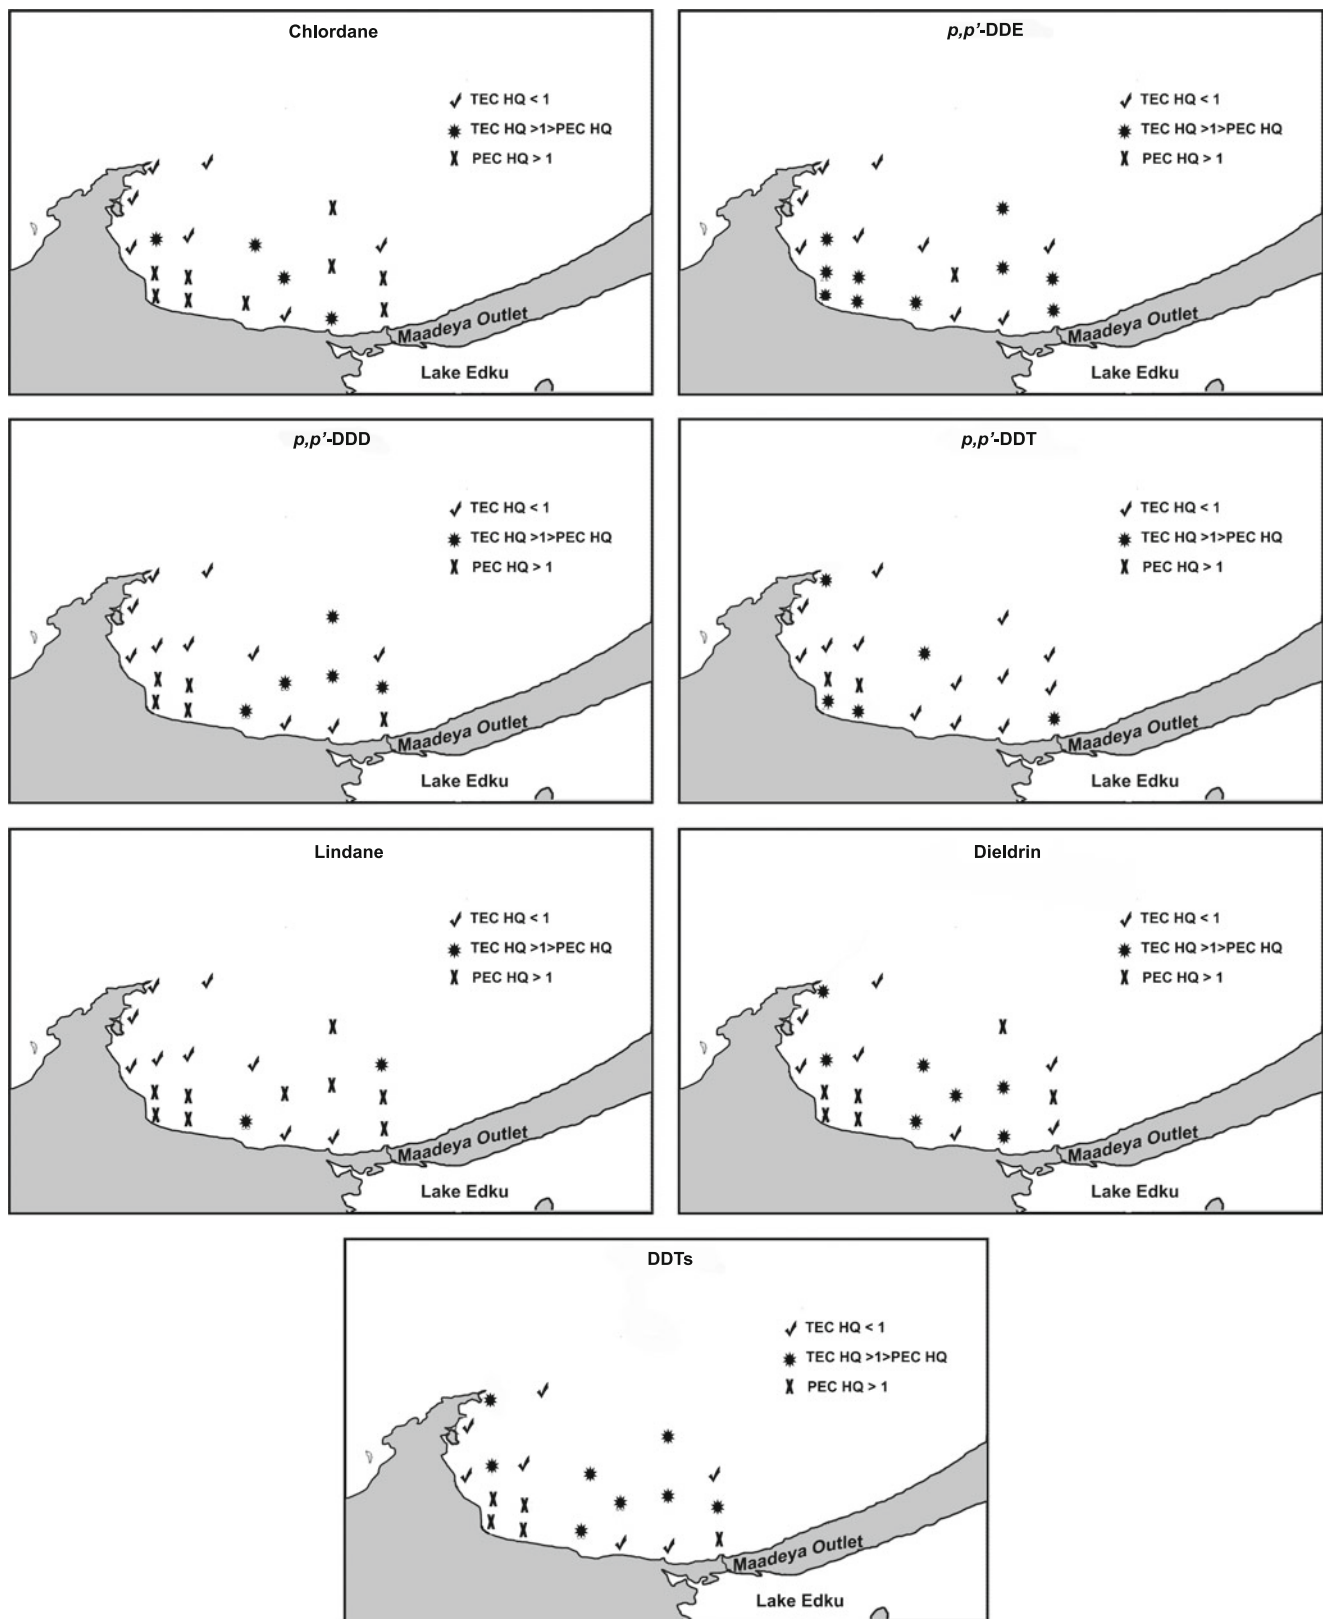 Chlordane
TEC HQ < 1
TEC HQ >1>PEC HQ
PEC HQ > 1
Maadeya Outlet
Lake Edku
p,p’-DDE
TEC HQ < 1
TEC HQ >1>PEC HQ
PEC HQ > 1
Maadeya Outlet
Lake Edku
p,p’-DDD
TEC HQ < 1
TEC HQ >1>PEC HQ
PEC HQ > 1
Maadeya Outlet
Lake Edku
p,p’-DDT
TEC HQ < 1
TEC HQ >1>PEC HQ
PEC HQ > 1
Maadeya Outlet
Lake Edku
Lindane
TEC HQ < 1
TEC HQ >1>PEC HQ
PEC HQ > 1
Maadeya Outlet
Lake Edku
Dieldrin
TEC HQ < 1
TEC HQ >1>PEC HQ
PEC HQ > 1
Maadeya Outlet
Lake Edku
DDTs
TEC HQ < 1
TEC HQ >1>PEC HQ
PEC HQ > 1
Maadeya Outlet
Lake Edku